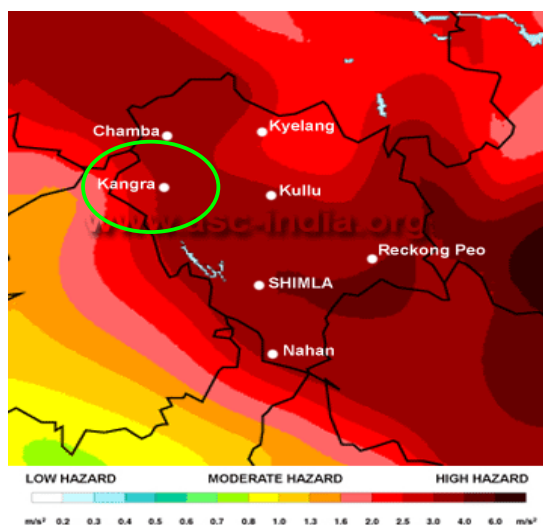 Chamba
Kyelang
Kangra
Kullu
www.asc-india.org
Reckong Peo
SHIMLA
Nahan
LOW HAZARD MODERATE HAZARD HIGH HAZARD
m/s² 0.2 0.3 0.4 0.5 0.6 0.7 0.8 1.0 1.3 1.6 2.0 2.5 3.0 4.0 6.0 m/s²